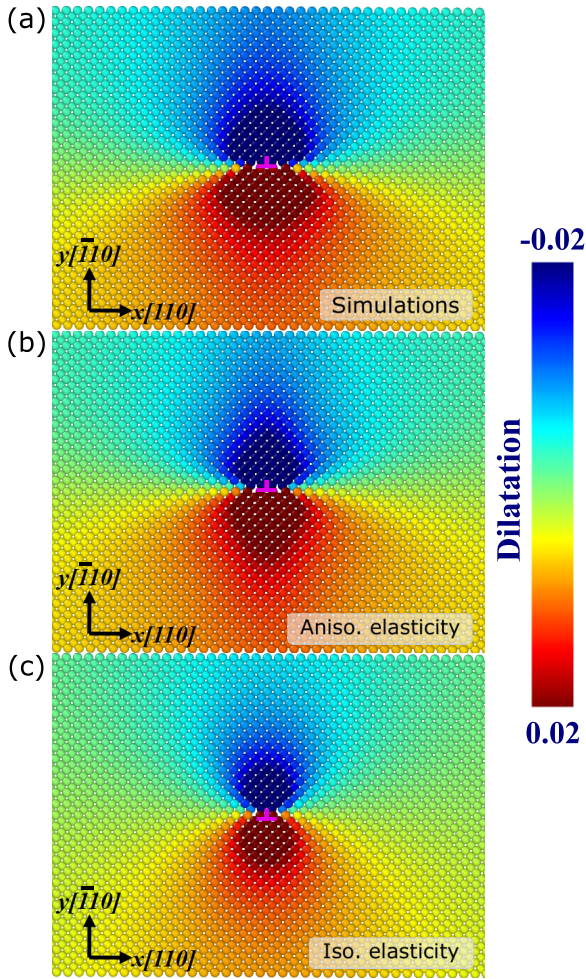 (a)
y[1̄10]
x[110]
Simulations
(b)
y[1̄10]
x[110]
Aniso. elasticity
(c)
y[1̄10]
x[110]
Iso. elasticity
-0.02
Dilatation
0.02